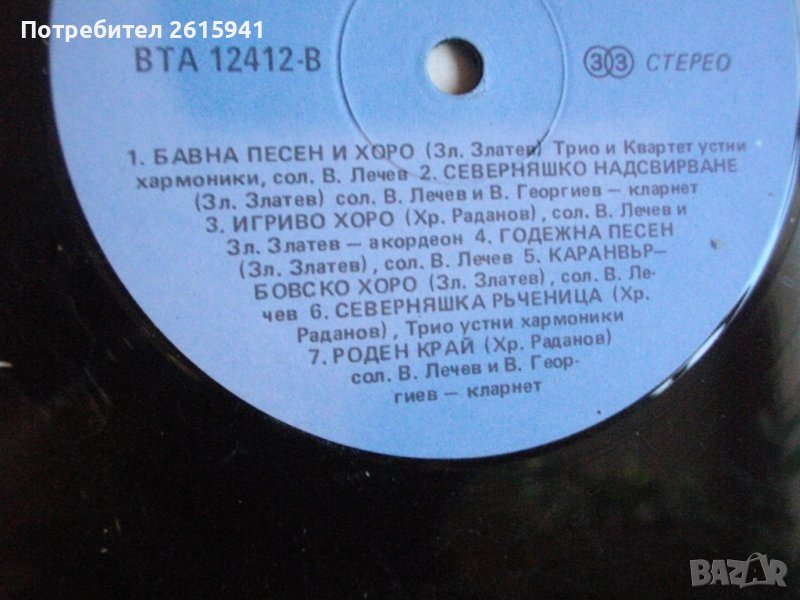 Потребител 2615941
ВТА 12412-В
33 СТЕРЕО
1. БАВНА ПЕСЕН И ХОРО (Зл. Златев) Трио и Квартет устни
хармоники, сол. В. Лечев 2. СЕВЕРНЯШКО НАДСВИРВАНЕ
(Зл. Златев) сол. В. Лечев и В. Георгиев – кларнет
3. ИГРИВО ХОРО (Хр. Раданов), сол. В. Лечев и
Зл. Златев – акордеон 4. ГОДЕЖНА ПЕСЕН
(Зл. Златев), сол. В. Лечев 5. КАРАНВЬР-
БОВСКО ХОРО (Зл. Златев), сол. В. Ле-
чев 6. СЕВЕРНЯШКА РЬЧЕНИЦА (Хр.
Раданов), Трио устни хармоники
7. РОДЕН КРАЙ (Хр. Раданов)
сол. В. Лечев и В. Геор-
гиев – кларнет
BAZAR